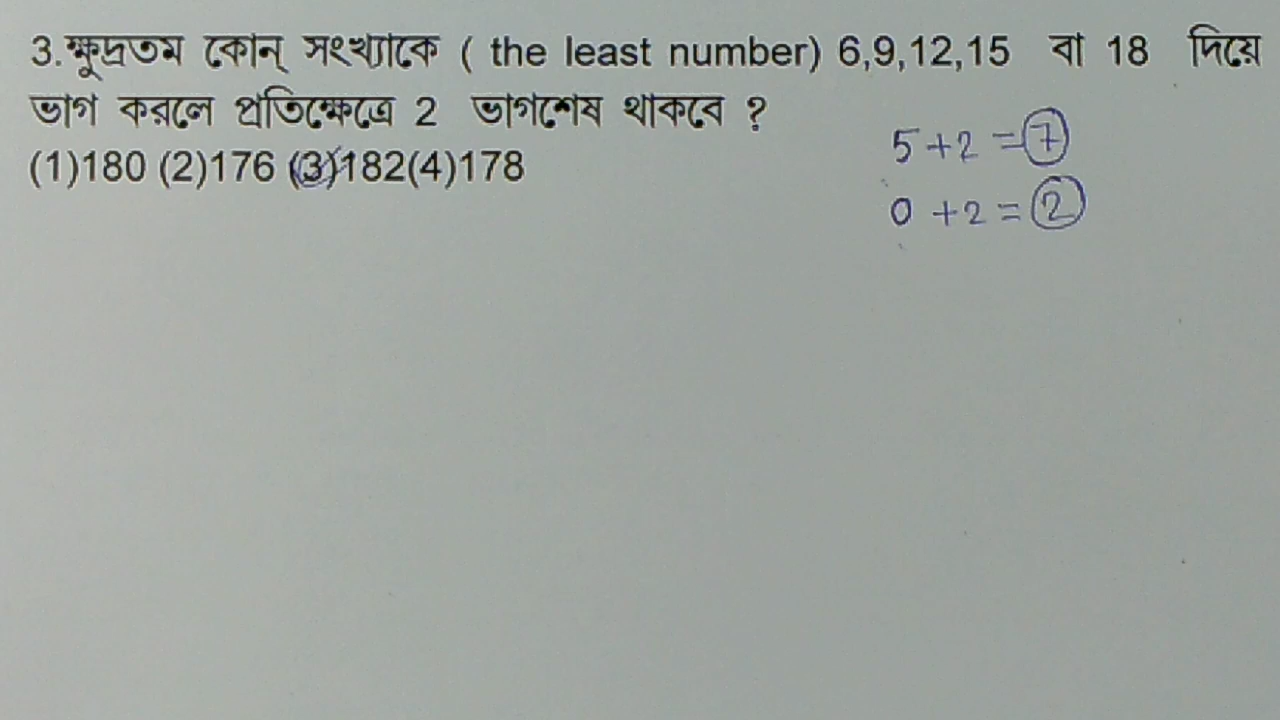 3.ক্ষুদ্রতম কোন্ সংখ্যাকে ( the least number) 6,9,12,15 বা 18 দিয়ে
ভাগ করলে প্রতিক্ষেত্রে 2 ভাগশেষ থাকবে ?
(1)180 (2)176 (3)182(4)178
5+2 =7
0 +2=2